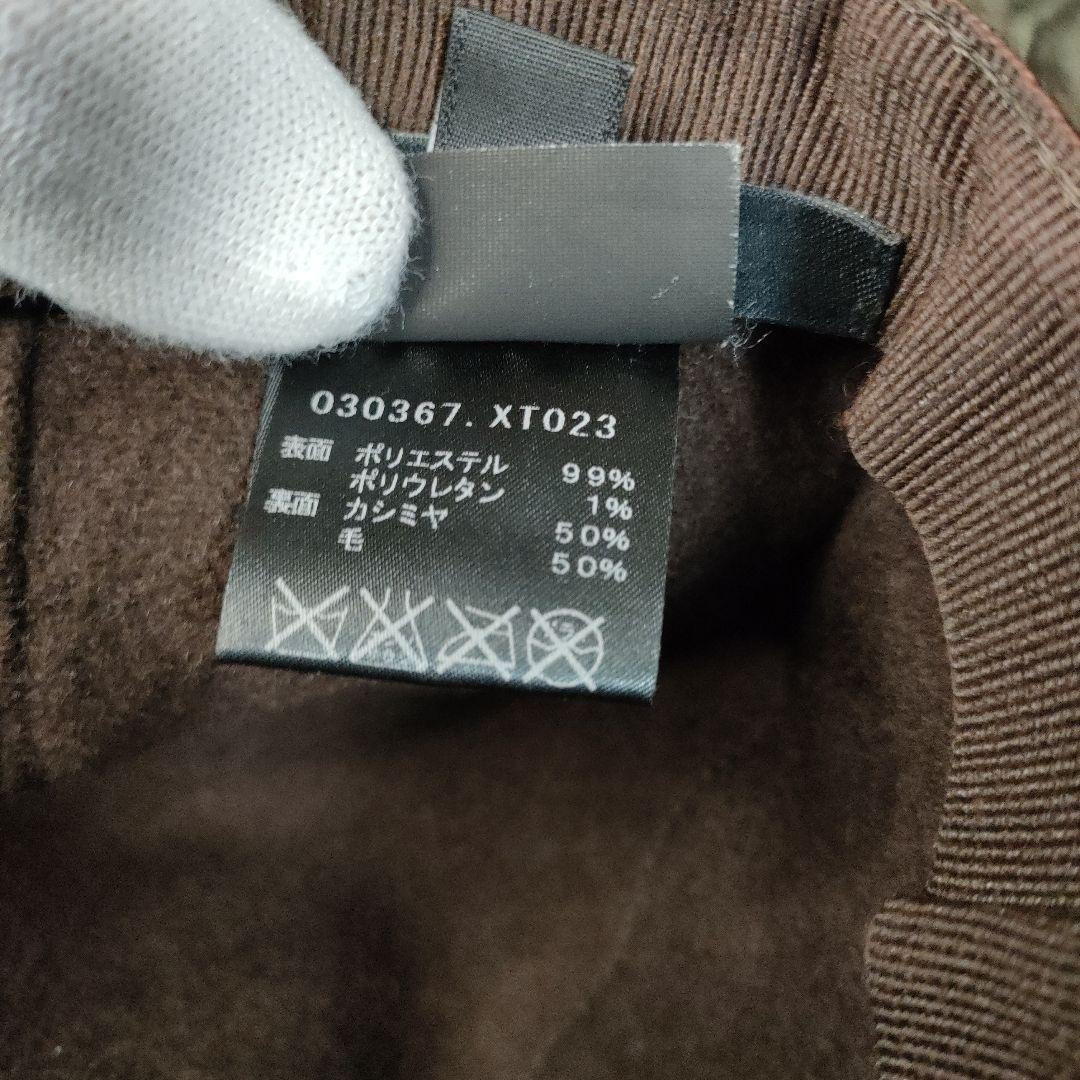 030367. XT023
表面 ポリエステル 99%
ポリウレタン 1%
裏面 カシミヤ 50%
毛 50%